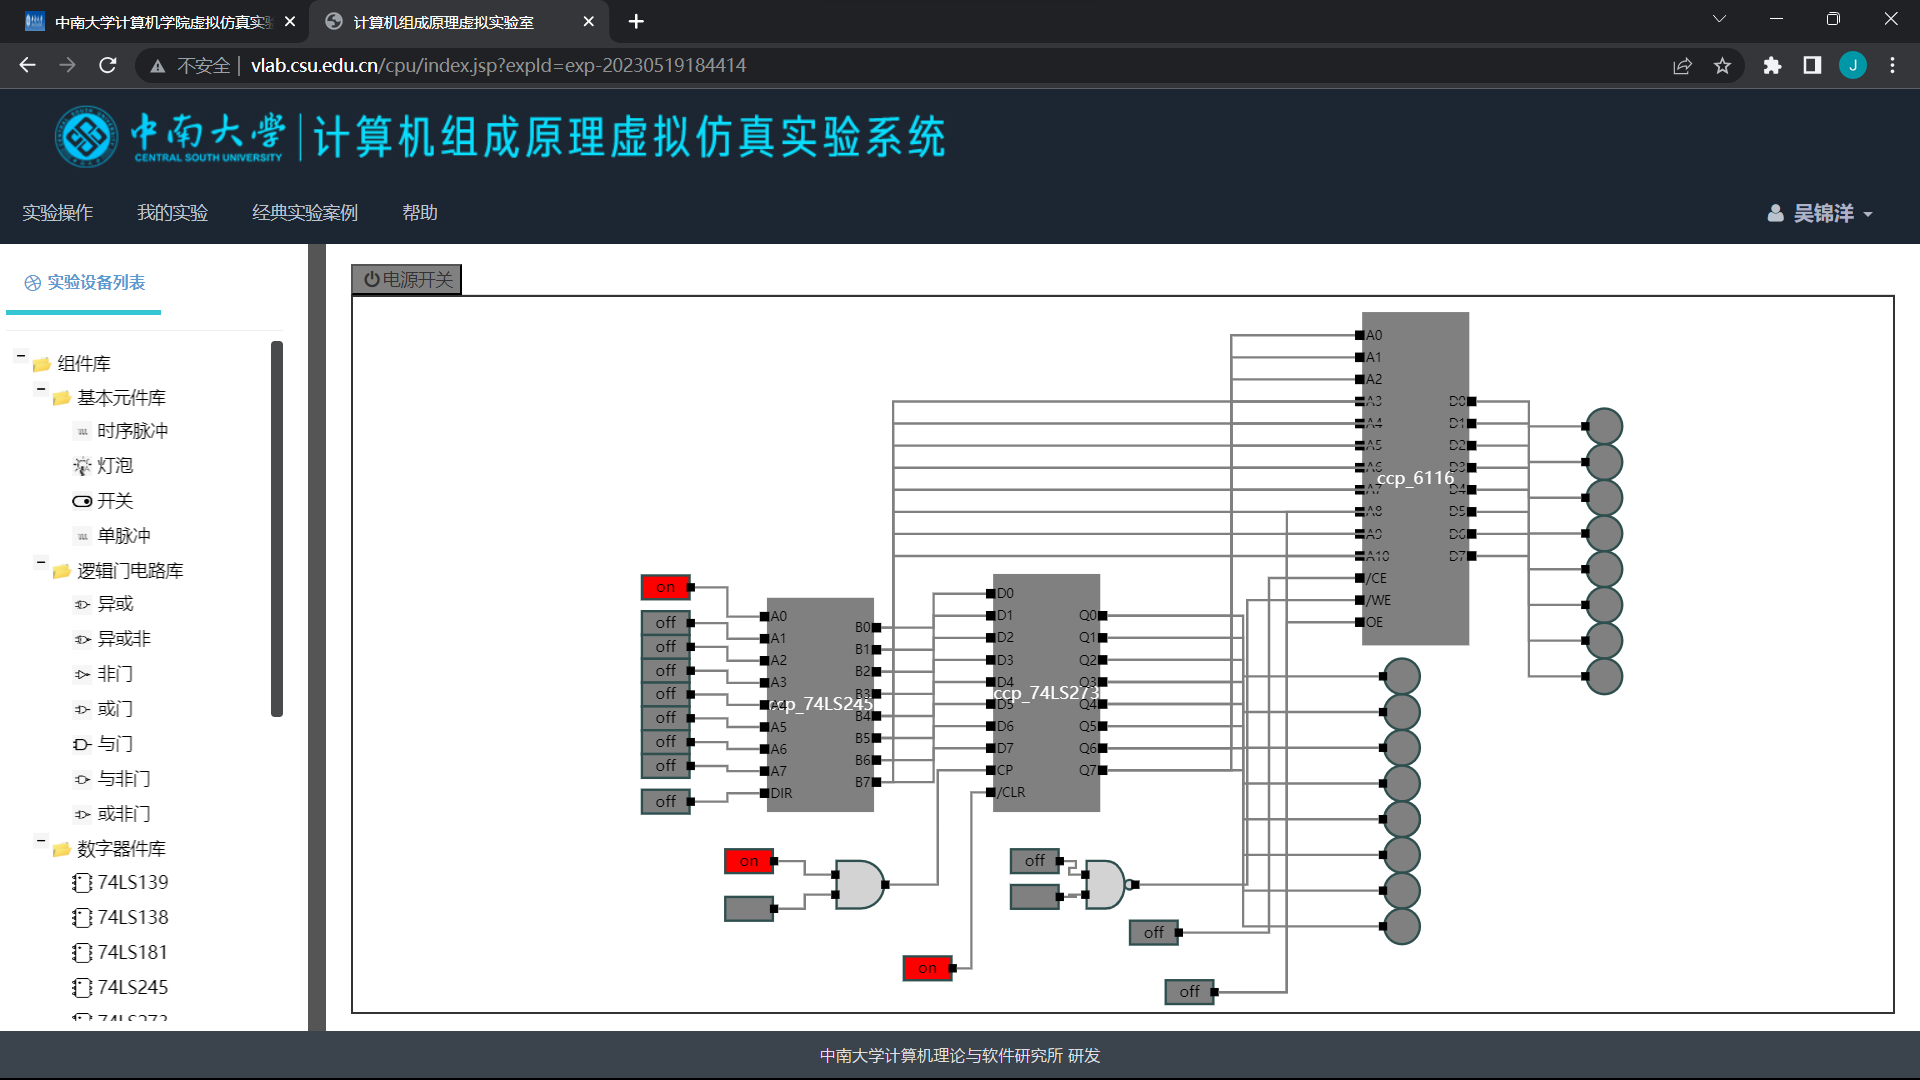 中南大学计算机学院虚拟仿真实
计算机组成原理虚拟实验室
不安全 | vlab.csu.edu.cn/cpu/index.jsp?expId=exp-20230519184414
J
中南大学
CENTRAL SOUTH UNIVERSITY
计算机组成原理虚拟仿真实验系统
实验操作
我的实验
经典实验案例
帮助
吴锦洋
实验设备列表
电源开关
组件库
基本元件库
时序脉冲
灯泡
开关
单脉冲
逻辑门电路库
异或
异或非
非门
或门
与门
与非门
或非门
数字器件库
74LS139
74LS138
74LS181
74LS245
74LS273
on
off
off
off
off
off
off
off
off
A0
A1
A2
A3
A4
A5
A6
A7
DIR
ccp_74LS245
B0
B1
B2
B3
B4
B5
B6
B7
D0
D1
D2
D3
D4
D5
D6
D7
CP
/CLR
ccp_74LS273
Q0
Q1
Q2
Q3
Q4
Q5
Q6
Q7
A0
A1
A2
A3
A4
A5
A6
A7
A8
A9
A10
/CE
/WE
OE
ccp_6116
D0
D1
D2
D3
D4
D5
D6
D7
on
off
off
on
off
中南大学计算机理论与软件研究所 研发